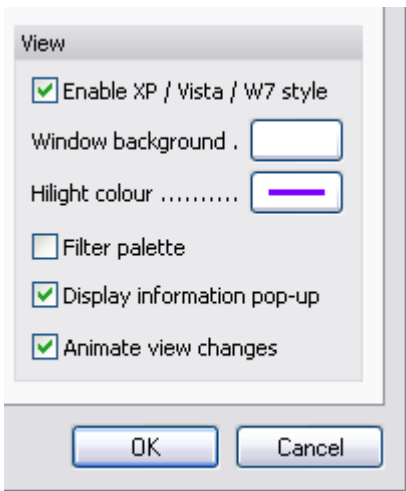 View
Enable XP / Vista / W7 style
Window background .
Hilight colour ..........
Filter palette
Display information pop-up
Animate view changes
OK Cancel